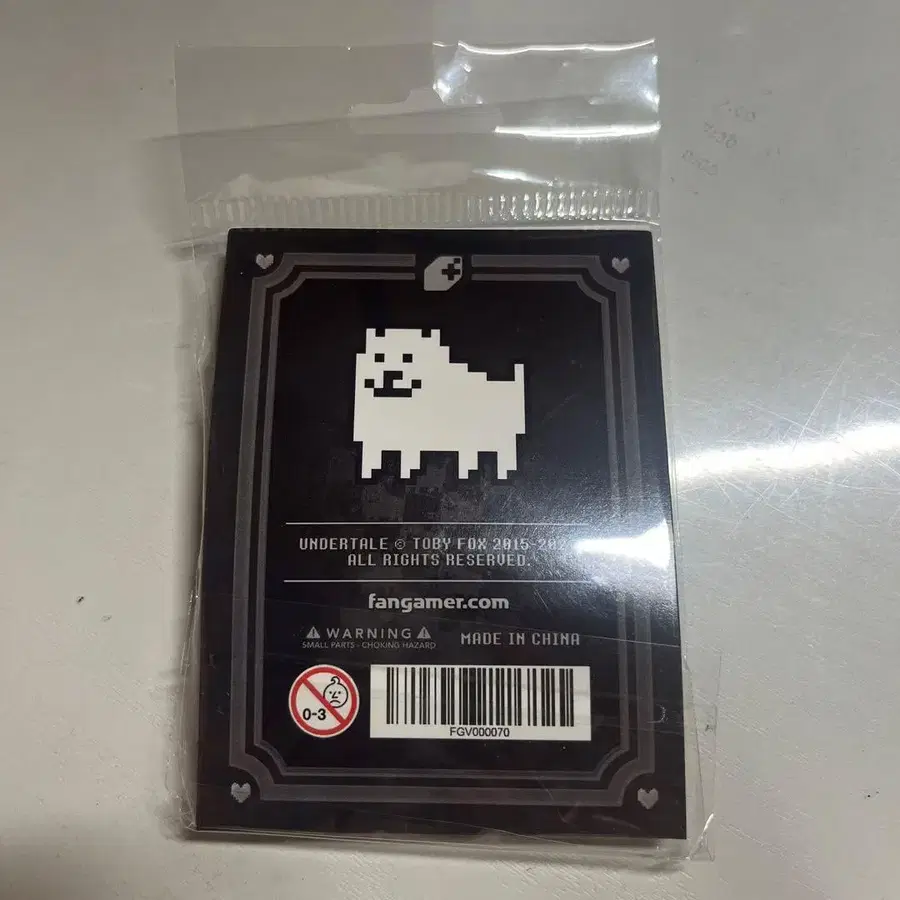 UNDERTALE © TOBY FOX 2015-20
ALL RIGHTS RESERVED.
fangamer.com
⚠ WARNING ⚠
SMALL PARTS - CHOKING HAZARD
MADE IN CHINA
0-3
FGV000070